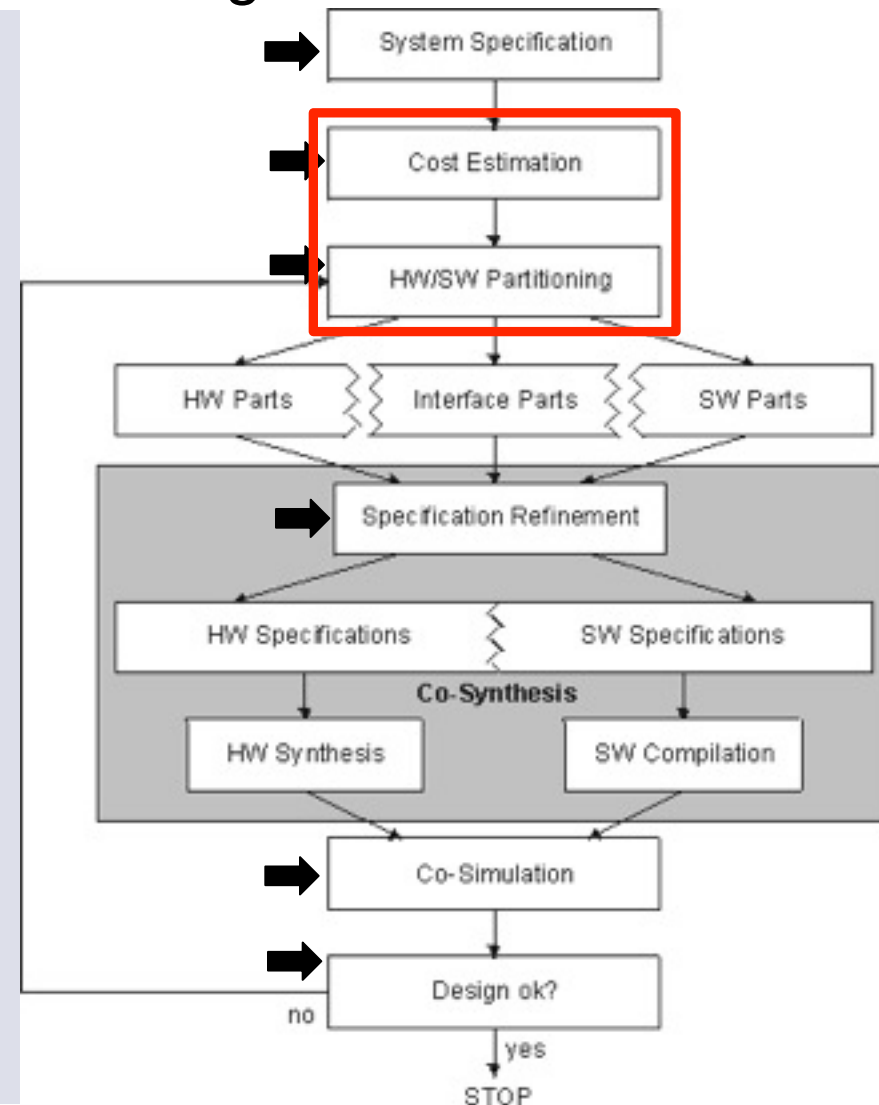 System Specification
Cost Estimation
HW/SW Partitioning
HW Parts
Interface Parts
SW Parts
Specification Refinement
HW Specifications
SW Specifications
Co-Synthesis
HW Synthesis
SW Compilation
Co-Simulation
Design ok?
no
yes
STOP